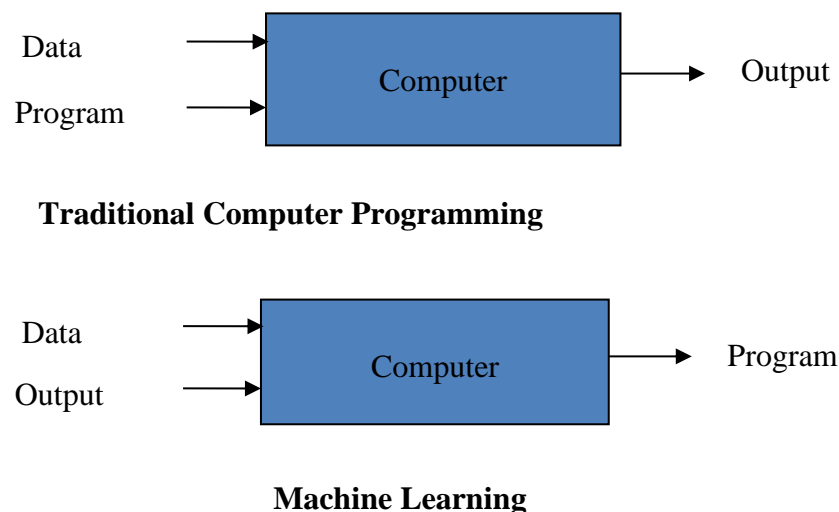 Data
Computer
Output
Program
Traditional Computer Programming
Data
Computer
Program
Output
Machine Learning